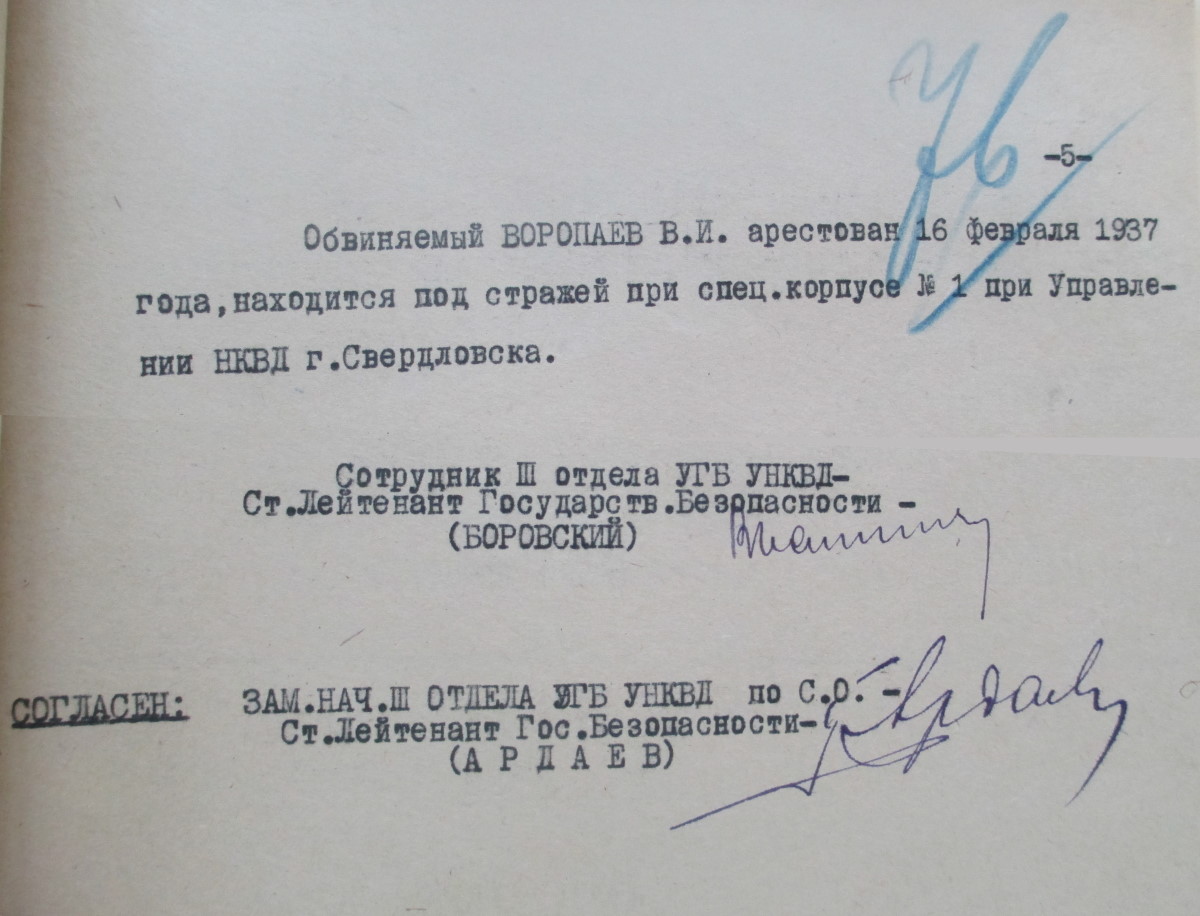 76
-5-
Обвиняемый ВОРОПАЕВ В.И. арестован 16 февраля 1937
года,находится под стражей при спец.корпусе № 1 при Управле-
нии НКВД г.Свердловска.
Сотрудник III отдела УГБ УНКВД-
Ст.Лейтенант Государств.Безопасности -
(БОРОВСКИЙ)
СОГЛАСЕН: ЗАМ.НАЧ.III ОТДЕЛА УГБ УНКВД по С.О. -
Ст.Лейтенант Гос.Безопасности-
(А Р Д А Е В)